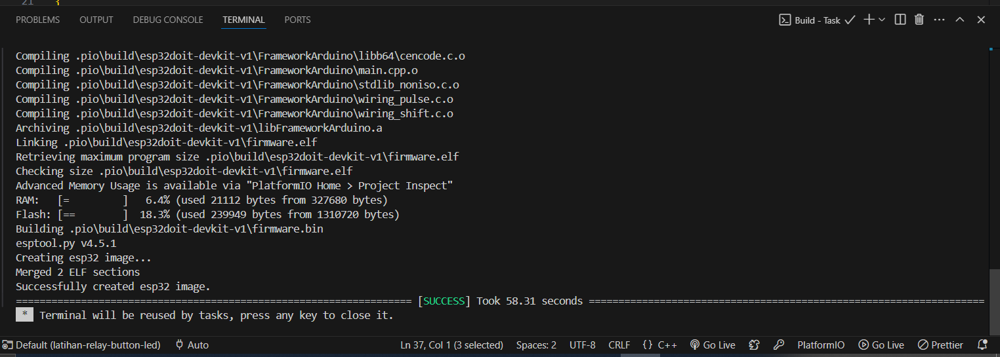 21 {
PROBLEMS OUTPUT DEBUG CONSOLE TERMINAL PORTS Build - Task
Compiling .pio\build\esp32doit-devkit-v1\FrameworkArduino\libb64\cencode.c.o
Compiling .pio\build\esp32doit-devkit-v1\FrameworkArduino\main.cpp.o
Compiling .pio\build\esp32doit-devkit-v1\FrameworkArduino\stdlib_noniso.c.o
Compiling .pio\build\esp32doit-devkit-v1\FrameworkArduino\wiring_pulse.c.o
Compiling .pio\build\esp32doit-devkit-v1\FrameworkArduino\wiring_shift.c.o
Archiving .pio\build\esp32doit-devkit-v1\libFrameworkArduino.a
Linking .pio\build\esp32doit-devkit-v1\firmware.elf
Retrieving maximum program size .pio\build\esp32doit-devkit-v1\firmware.elf
Checking size .pio\build\esp32doit-devkit-v1\firmware.elf
Advanced Memory Usage is available via "PlatformIO Home > Project Inspect"
RAM:   [=         ]   6.4% (used 21112 bytes from 327680 bytes)
Flash: [==        ]  18.3% (used 239949 bytes from 1310720 bytes)
Building .pio\build\esp32doit-devkit-v1\firmware.bin
esptool.py v4.5.1
Creating esp32 image...
Merged 2 ELF sections
Successfully created esp32 image.
=================================================================== [SUCCESS] Took 58.31 seconds ===================================================================
* Terminal will be reused by tasks, press any key to close it.
Default (latihan-relay-button-led) Auto Ln 37, Col 1 (3 selected) Spaces: 2 UTF-8 CRLF {} C++ Go Live PlatformIO Go Live Prettier